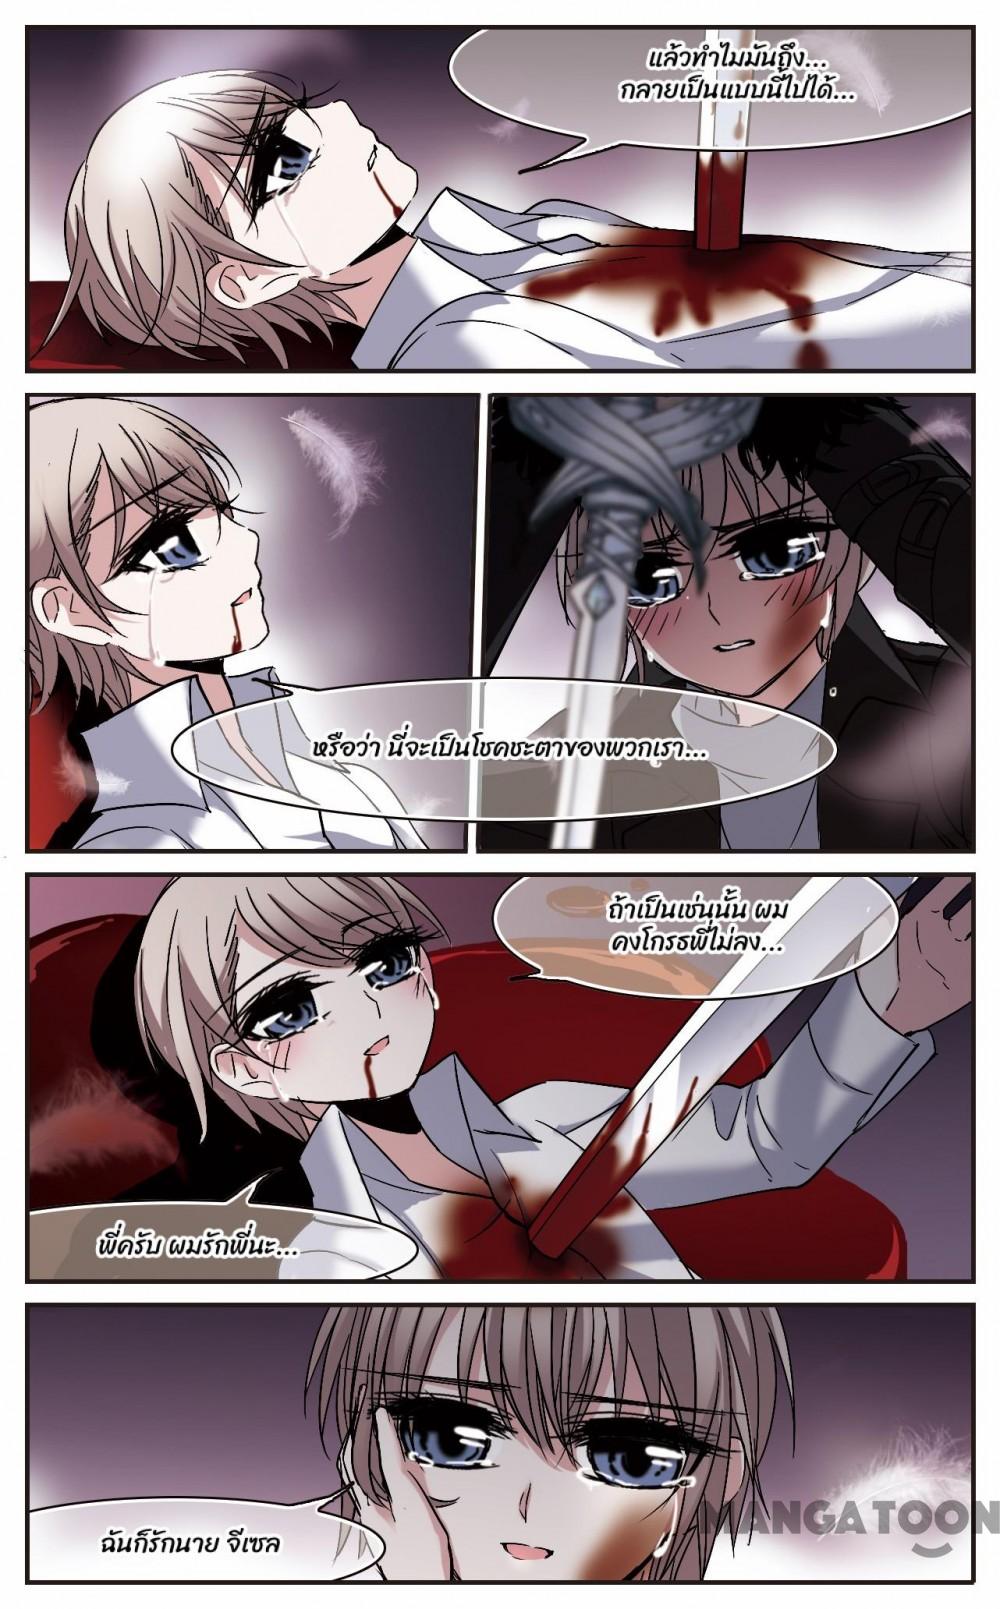 แล้วทำไมมันถึง...
กลายเป็นแบบนี้ไปได้...
หรือว่า นี่จะเป็นโชคชะตาของพวกเรา...
ถ้าเป็นเช่นนั้น ผม
คงโกรธพี่ไม่ลง...
พี่ครับ ผมรักพี่นะ...
ฉันก็รักนาย จีเซล
MANGATOON